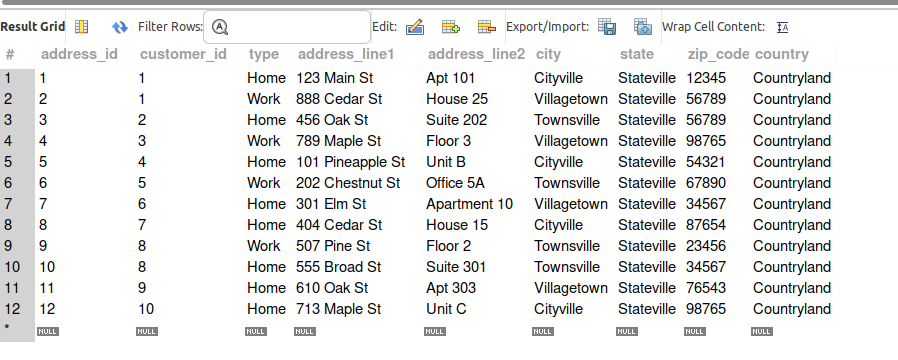 Result Grid Filter Rows: Edit: Export/Import: Wrap Cell Content: IA
# address_id customer_id type address_line1 address_line2 city state zip_code country
1 1 1 Home 123 Main St Apt 101 Cityville Stateville 12345 Countryland
2 2 1 Work 888 Cedar St House 25 Villagetown Stateville 56789 Countryland
3 3 2 Home 456 Oak St Suite 202 Townsville Stateville 56789 Countryland
4 4 3 Work 789 Maple St Floor 3 Villagetown Stateville 98765 Countryland
5 5 4 Home 101 Pineapple St Unit B Cityville Stateville 54321 Countryland
6 6 5 Work 202 Chestnut St Office 5A Townsville Stateville 67890 Countryland
7 7 6 Home 301 Elm St Apartment 10 Villagetown Stateville 34567 Countryland
8 8 7 Home 404 Cedar St House 15 Cityville Stateville 87654 Countryland
9 9 8 Work 507 Pine St Floor 2 Townsville Stateville 23456 Countryland
10 10 8 Home 555 Broad St Suite 301 Townsville Stateville 34567 Countryland
11 11 9 Home 610 Oak St Apt 303 Villagetown Stateville 76543 Countryland
12 12 10 Home 713 Maple St Unit C Cityville Stateville 98765 Countryland
* NULL NULL NULL NULL NULL NULL NULL NULL NULL